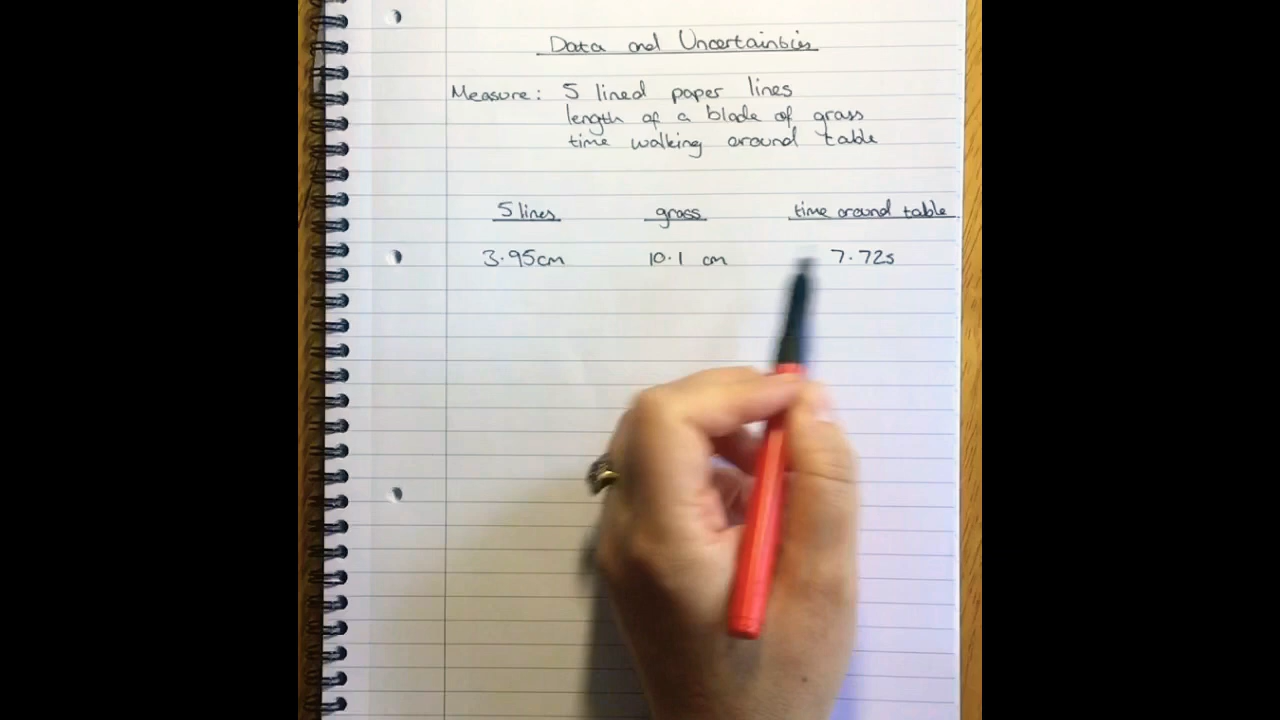 Data and Uncertainties
Measure: 5 lined paper lines
length of a blade of grass
time walking around table
5 lines grass time around table
3.95cm 10.1 cm 7.72s